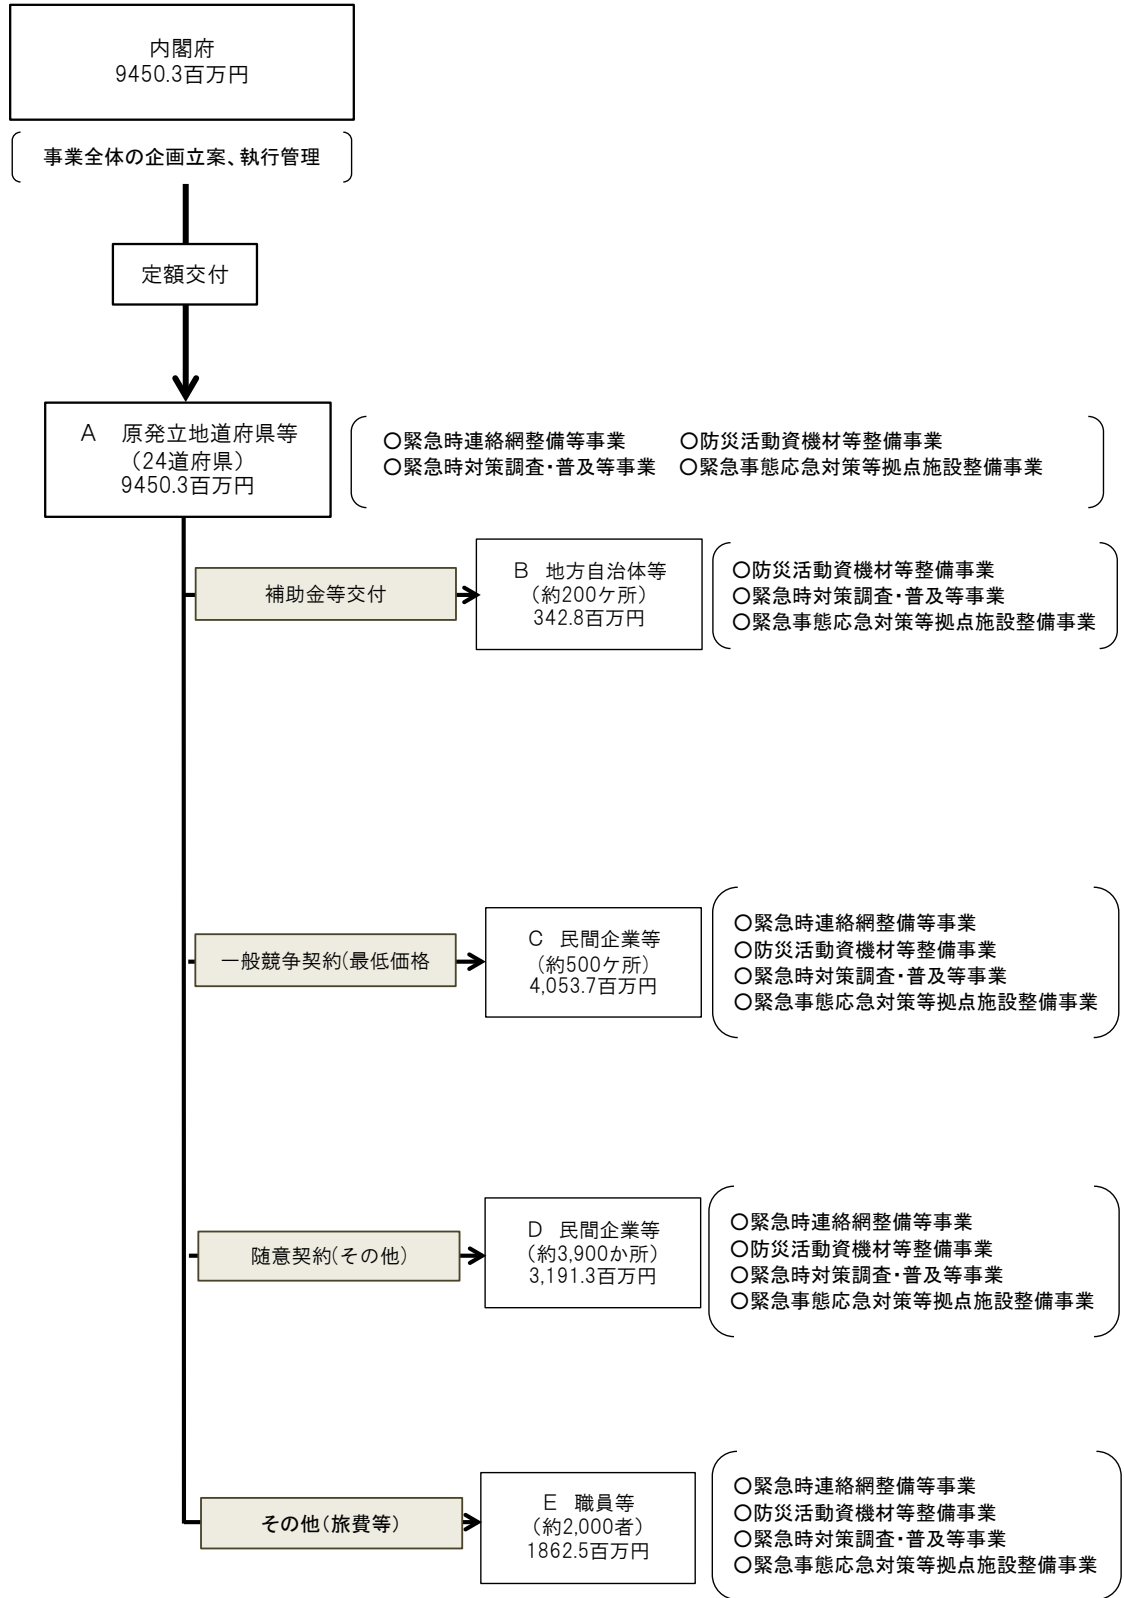 内閣府
9450.3百万円
事業全体の企画立案、執行管理
定額交付
A　原発立地道府県等
（24道府県）
9450.3百万円
○緊急時連絡網整備等事業　　○防災活動資機材等整備事業
○緊急時対策調査・普及等事業　○緊急事態応急対策等拠点施設整備事業
補助金等交付
B　地方自治体等
（約200ケ所）
342.8百万円
○防災活動資機材等整備事業
○緊急時対策調査・普及等事業
○緊急事態応急対策等拠点施設整備事業
一般競争契約（最低価格
C　民間企業等
（約500ケ所）
4,053.7百万円
○緊急時連絡網整備等事業
○防災活動資機材等整備事業
○緊急時対策調査・普及等事業
○緊急事態応急対策等拠点施設整備事業
随意契約（その他）
D　民間企業等
（約3,900か所）
3,191.3百万円
○緊急時連絡網整備等事業
○防災活動資機材等整備事業
○緊急時対策調査・普及等事業
○緊急事態応急対策等拠点施設整備事業
その他（旅費等）
E　職員等
（約2,000者）
1862.5百万円
○緊急時連絡網整備等事業
○防災活動資機材等整備事業
○緊急時対策調査・普及等事業
○緊急事態応急対策等拠点施設整備事業